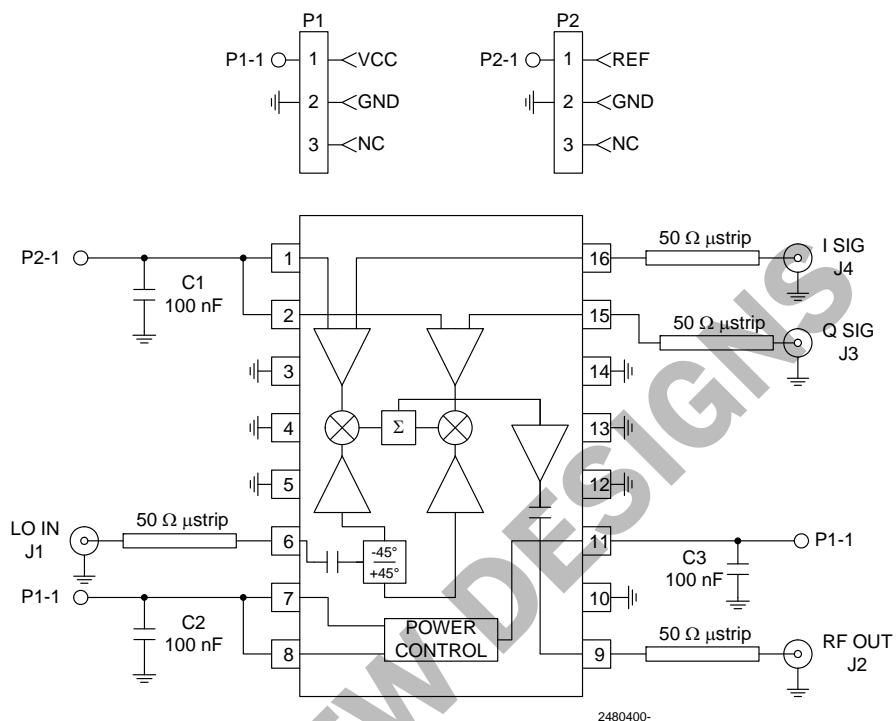 P1
P2
P1-1
1
VCC
P2-1
1
REF
2
GND
2
GND
3
NC
3
NC
P2-1
C1
100 nF
1
2
3
4
5
6
7
8
16
15
14
13
12
11
10
9
50 Ω μstrip
I SIG
J4
50 Ω μstrip
Q SIG
J3
Σ
LO IN
J1
50 Ω μstrip
-45°
+45°
P1-1
C3
100 nF
P1-1
C2
100 nF
POWER
CONTROL
50 Ω μstrip
RF OUT
J2
2480400-
EW DESIGNS